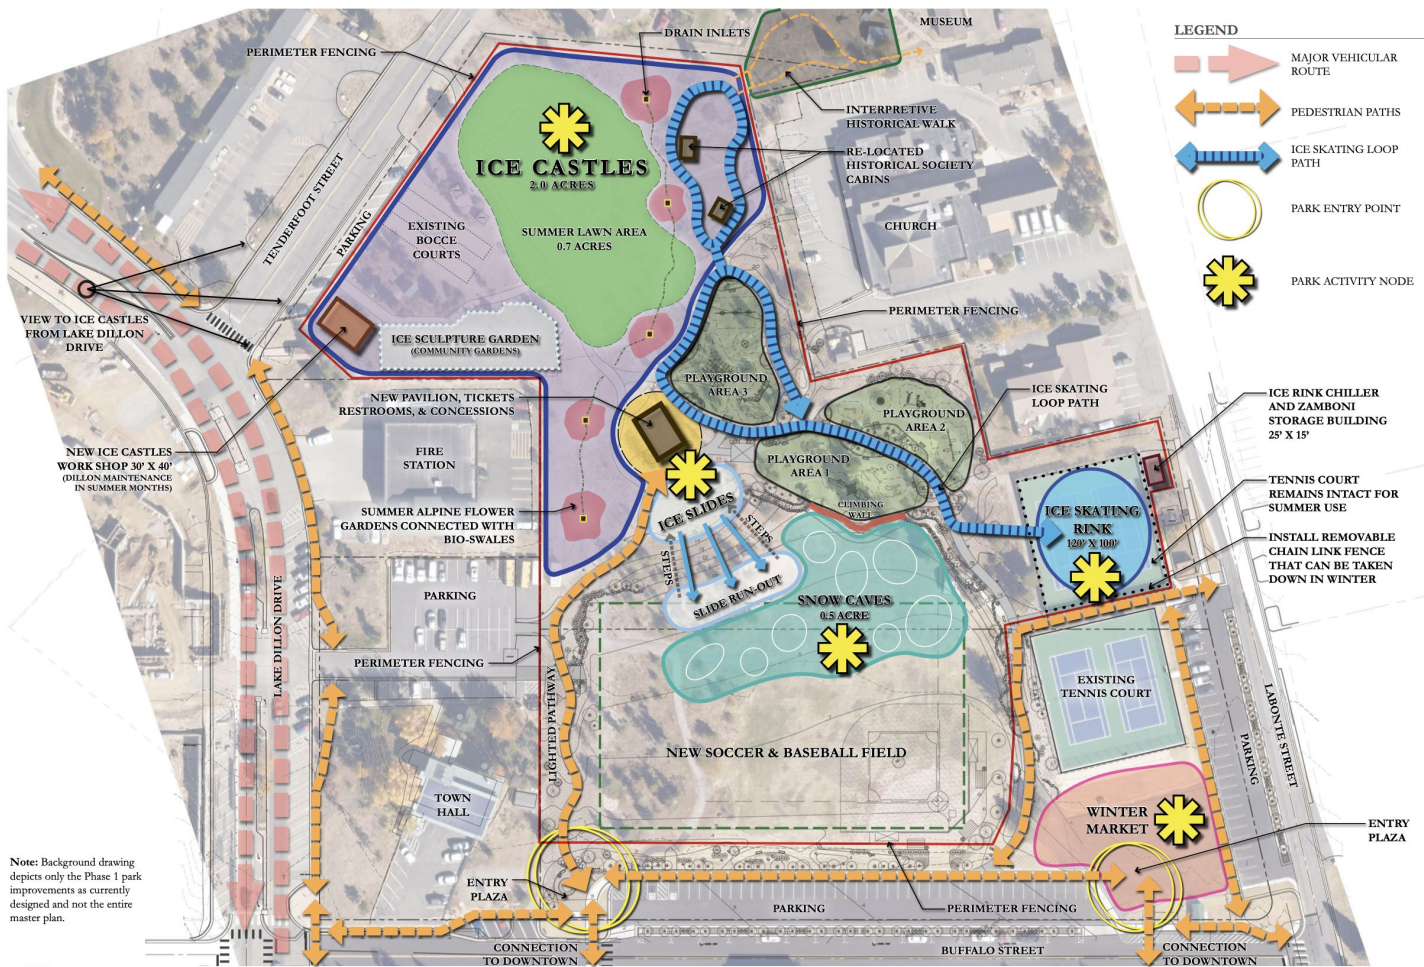 MUSEUM
DRAIN INLETS
PERIMETER FENCING
LEGEND
MAJOR VEHICULAR
ROUTE
PEDESTRIAN PATHS
ICE SKATING LOOP
PATH
PARK ENTRY POINT
PARK ACTIVITY NODE
INTERPRETIVE
HISTORICAL WALK
RE-LOCATED
HISTORICAL SOCIETY
CABINS
ICE CASTLES
2.0 ACRES
TENDERFOOT STREET
PARKING
EXISTING
BOCCE
COURTS
SUMMER LAWN AREA
0.7 ACRES
CHURCH
VIEW TO ICE CASTLES
FROM LAKE DILLON
DRIVE
ICE SCULPTURE GARDEN
(COMMUNITY GARDENS)
PERIMETER FENCING
PLAYGROUND
AREA 3
NEW PAVILION, TICKETS
RESTROOMS, & CONCESSIONS
ICE SKATING
LOOP PATH
ICE RINK CHILLER
AND ZAMBONI
STORAGE BUILDING
25' X 15'
PLAYGROUND
AREA 2
NEW ICE CASTLES
WORK SHOP 30' X 40'
(DILLON MAINTENANCE
IN SUMMER MONTHS)
FIRE
STATION
PLAYGROUND
AREA 1
CLIMBING
WALL
TENNIS COURT
REMAINS INTACT FOR
SUMMER USE
SUMMER ALPINE FLOWER
GARDENS CONNECTED WITH
BIO-SWALES
ICE SLIDES
STEPS
STEPS
SLIDE RUN-OUT
ICE SKATING
RINK
120' X 100'
INSTALL REMOVABLE
CHAIN LINK FENCE
THAT CAN BE TAKEN
DOWN IN WINTER
PARKING
SNOW CAVES
0.5 ACRE
LAKE DILLON DRIVE
PERIMETER FENCING
LIGHTED PATHWAY
EXISTING
TENNIS COURT
LABONTE STREET
PARKING
NEW SOCCER & BASEBALL FIELD
TOWN
HALL
WINTER
MARKET
ENTRY
PLAZA
Note: Background drawing
depicts only the Phase 1 park
improvements as currently
designed and not the entire
master plan.
ENTRY
PLAZA
PARKING
PERIMETER FENCING
CONNECTION
TO DOWNTOWN
BUFFALO STREET
CONNECTION
TO DOWNTOWN